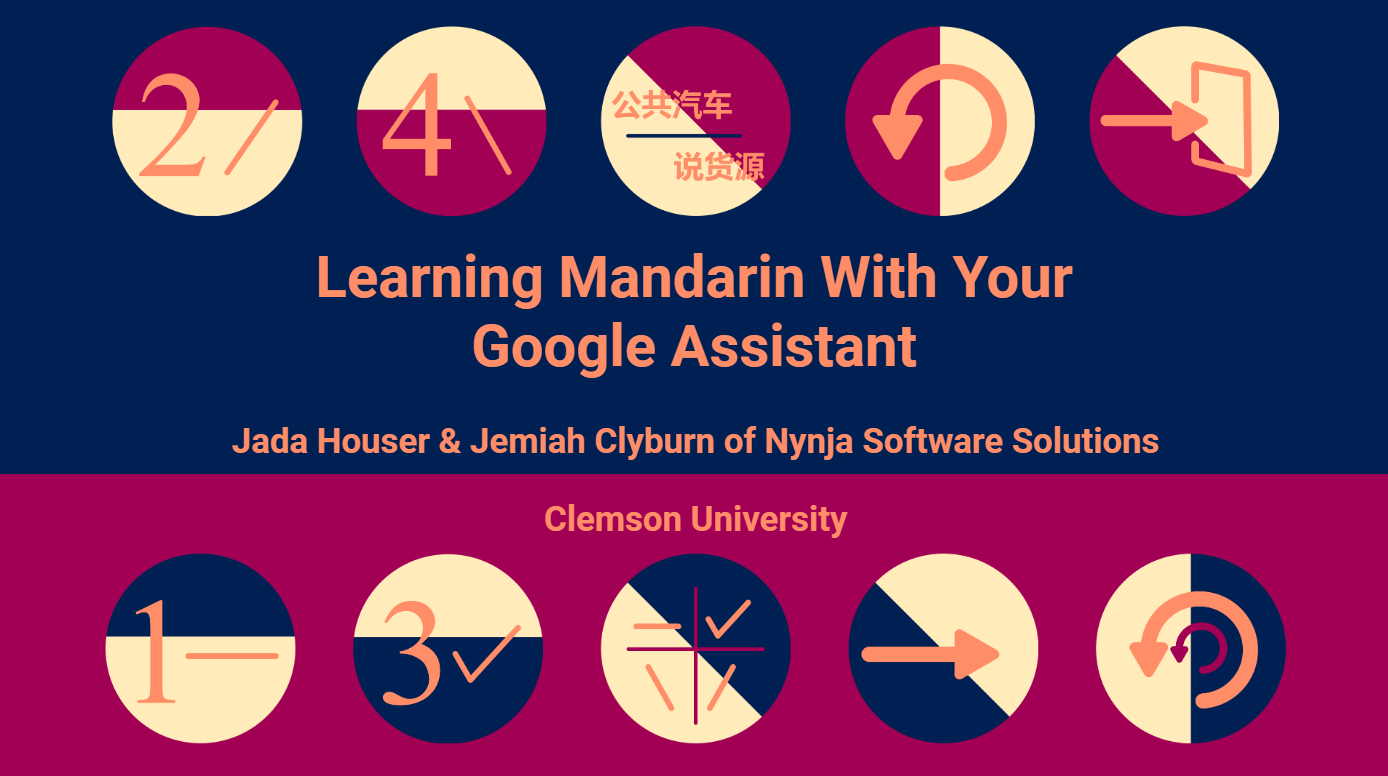 2
4
公共汽车
说货源
Learning Mandarin With Your
Google Assistant
Jada Houser & Jemiah Clyburn of Nynja Software Solutions
Clemson University
1
3